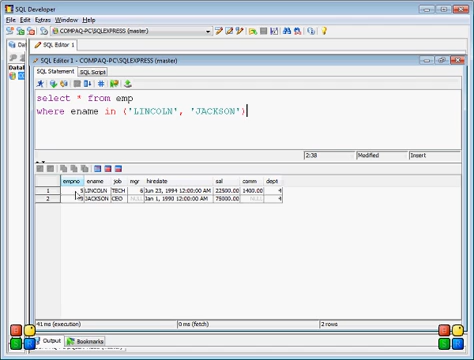 SQL Developer
File Edit Extras Window Help
COMPAQ-PC\SQLEXPRESS (master)
SQL Editor 1
SQL Editor 1 COMPAQ-PC\SQLEXPRESS (master)
SQL Statement SQL Script
select * from emp
where ename in ('LINCOLN', 'JACKSON')
2:38 Modified Insert
empno ename job mgr hiredate sal comm dept
1 LINCOLN TECH 6 Jun 23, 1994 12:00:00 AM 22500.00 1400.00 4
2 JACKSON CEO NULL Jan 1, 1990 12:00:00 AM 75000.00 NULL 4
41 ms (execution) 0 ms (fetch) 2 rows
Output Bookmarks